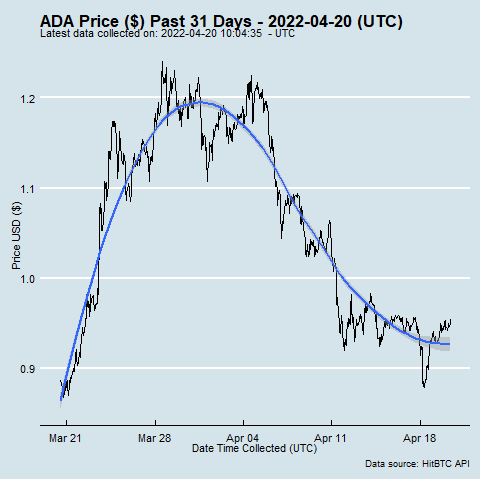 ADA Price ($) Past 31 Days - 2022-04-20 (UTC)
Latest data collected on: 2022-04-20 10:04:35 - UTC
1.2
1.1
1.0
0.9
Price USD ($)
Mar 21 Mar 28 Apr 04 Apr 11 Apr 18
Date Time Collected (UTC)
Data source: HitBTC API